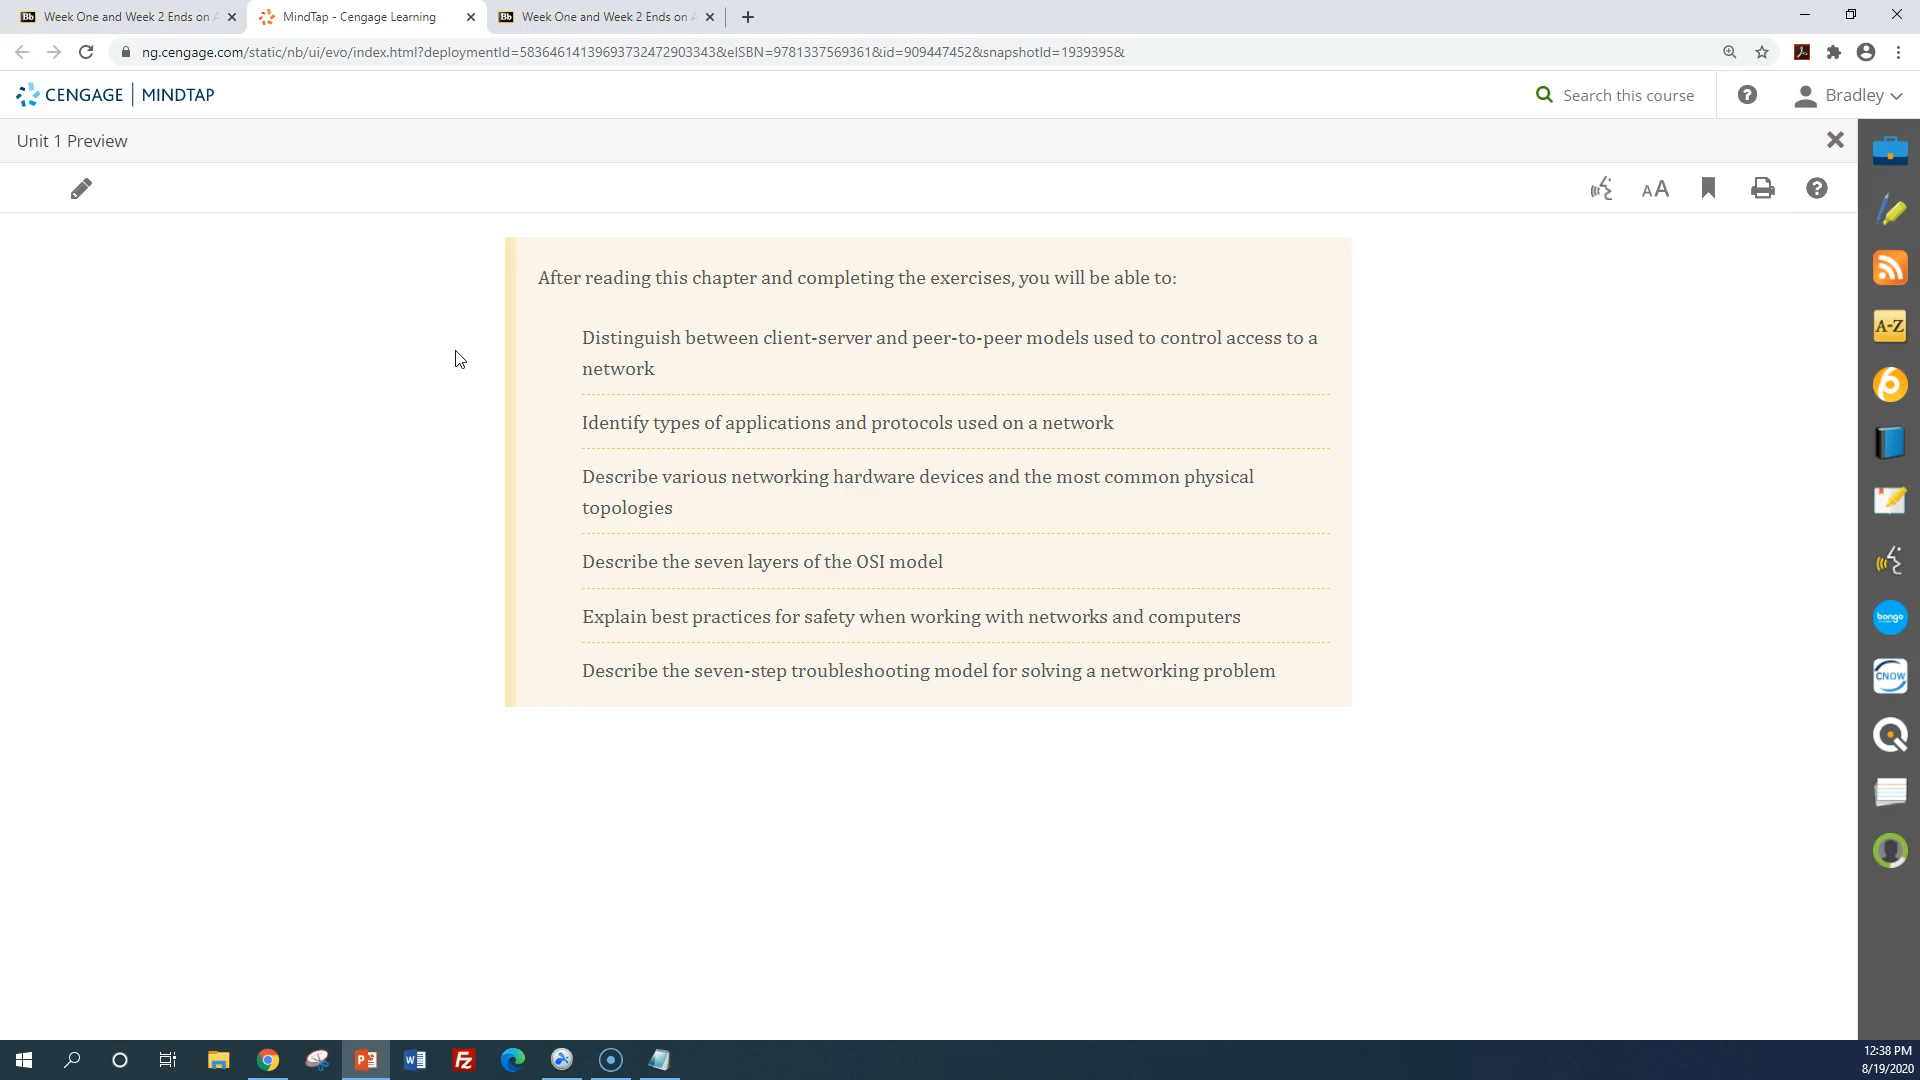 Week One and Week 2 Ends on
MindTap - Cengage Learning
Week One and Week 2 Ends on
ng.cengage.com/static/nb/ui/evo/index.html?deploymentId=5836461413969373247290 3343&eISBN=9781337569361&id=909447452&snapshotId=1939395&
CENGAGE | MINDTAP
Search this course
Bradley
Unit 1 Preview
AA
After reading this chapter and completing the exercises, you will be able to:
Distinguish between client-server and peer-to-peer models used to control access to a
network
Identify types of applications and protocols used on a network
Describe various networking hardware devices and the most common physical
topologies
Describe the seven layers of the OSI model
Explain best practices for safety when working with networks and computers
Describe the seven-step troubleshooting model for solving a networking problem
A-Z
bongo
CNOW
12:38 PM
8/19/2020